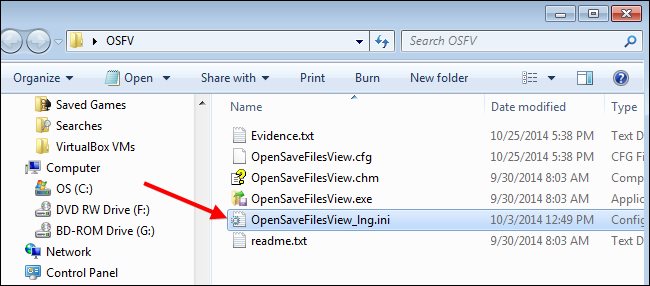 OSFV
Search OSFV
Organize Open Share with Print Burn New folder
Name Date modified Type
Saved Games
Searches
VirtualBox VMs
Computer
OS (C:)
DVD RW Drive (F:)
BD-ROM Drive (G:)
Network
Control Panel
Evidence.txt 10/25/2014 5:38 PM Text D
OpenSaveFilesView.cfg 10/25/2014 5:38 PM CFG Fi
OpenSaveFilesView.chm 9/30/2014 8:03 AM Comp
OpenSaveFilesView.exe 9/30/2014 8:03 AM Applic
OpenSaveFilesView_lng.ini 10/3/2014 12:49 PM Config
readme.txt 9/30/2014 8:03 AM Text D